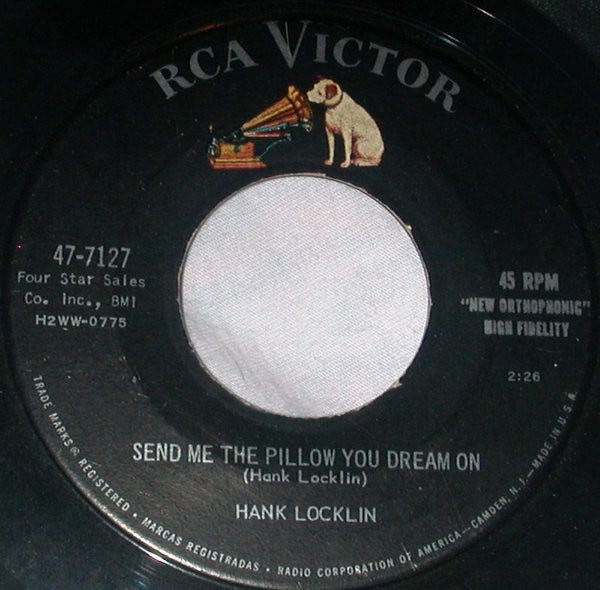 RCA VICTOR
47-7127
Four Star Sales
Co. Inc., BMI
H2WW-0775
45 RPM
"NEW ORTHOPHONIC"
HIGH FIDELITY
2:26
SEND ME THE PILLOW YOU DREAM ON
(Hank Locklin)
HANK LOCKLIN
TRADE MARKS ® REGISTERED • MARCAS REGISTRADAS • RADIO CORPORATION OF AMERICA—CAMDEN, N.J.—MADE IN U.S.A.